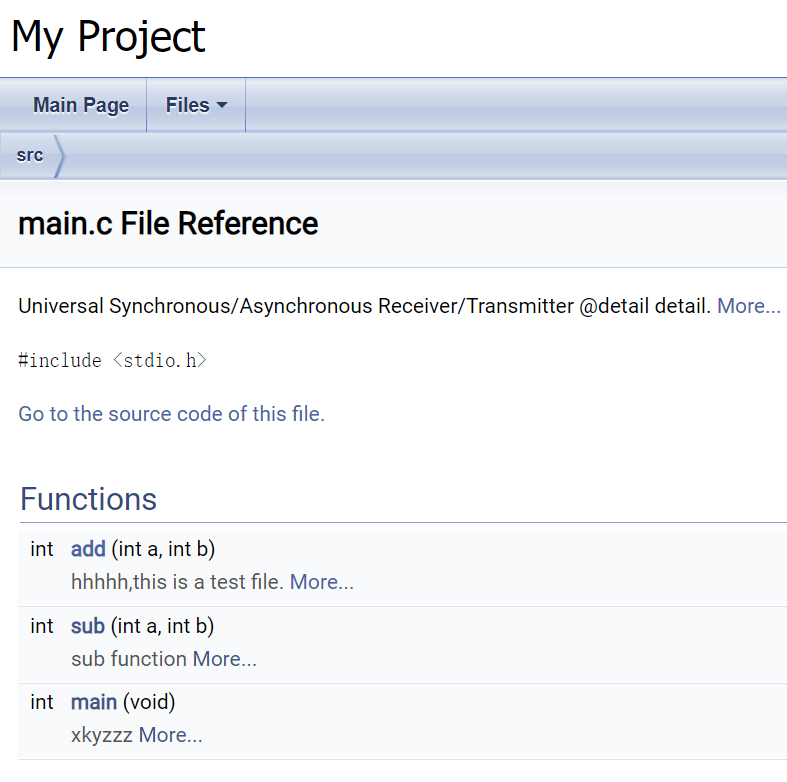 My Project
Main Page
Files
src
main.c File Reference
Universal Synchronous/Asynchronous Receiver/Transmitter @detail detail. More...
#include <stdio.h>
Go to the source code of this file.
Functions
int add (int a, int b)
hhhhh,this is a test file. More...
int sub (int a, int b)
sub function More...
int main (void)
xkyzzz More...